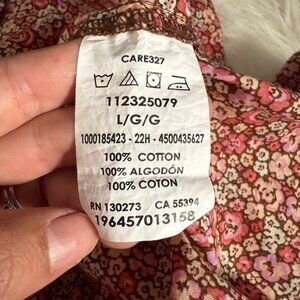 CARE327
112325079
L/G/G
1000185423 - 22H - 4500435627
100% COTTON
100% ALGODÓN
100% COTON
RN 130273 CA 55394
196457013158